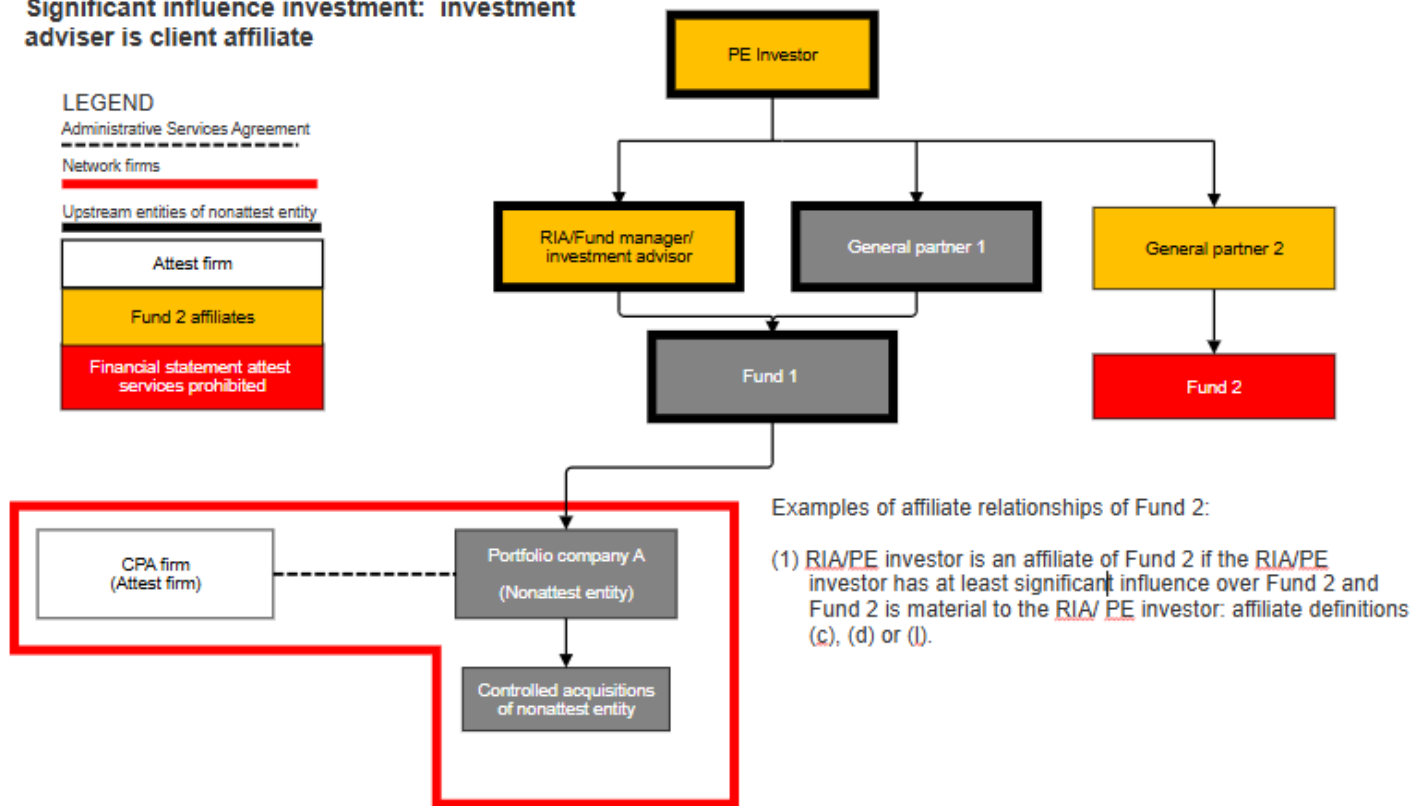 Significant influence investment:  investment
adviser is client affiliate
LEGEND
Administrative Services Agreement
Network firms
Upstream entities of nonattest entity
Attest firm
Fund 2 affiliates
Financial statement attest
services prohibited
PE Investor
RIA/Fund manager/
investment advisor
General partner 1
General partner 2
Fund 1
Fund 2
CPA firm
(Attest firm)
Portfolio company A
(Nonattest entity)
Controlled acquisitions
of nonattest entity
Examples of affiliate relationships of Fund 2:
(1) RIA/PE investor is an affiliate of Fund 2 if the RIA/PE
investor has at least significant influence over Fund 2 and
Fund 2 is material to the RIA/ PE investor: affiliate definitions
(c), (d) or (l).